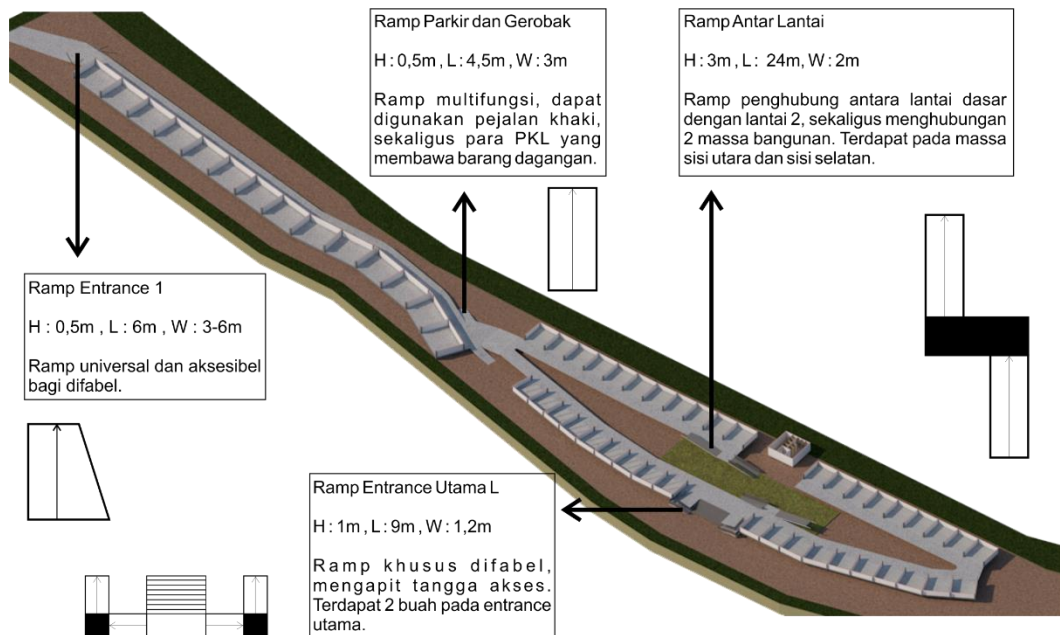 Ramp Parkir dan Gerobak
H : 0,5m , L : 4,5m , W : 3m
Ramp multifungsi, dapat
digunakan pejalan khaki,
sekaligus para PKL yang
membawa barang dagangan.
Ramp Antar Lantai
H : 3m , L : 24m, W : 2m
Ramp penghubung antara lantai dasar
dengan lantai 2, sekaligus menghubungan
2 massa bangunan. Terdapat pada massa
sisi utara dan sisi selatan.
Ramp Entrance 1
H : 0,5m , L : 6m , W : 3-6m
Ramp universal dan aksesibel
bagi difabel.
Ramp Entrance Utama L
H : 1m , L : 9m , W : 1,2m
Ramp khusus difabel,
mengapit tangga akses.
Terdapat 2 buah pada entrance
utama.